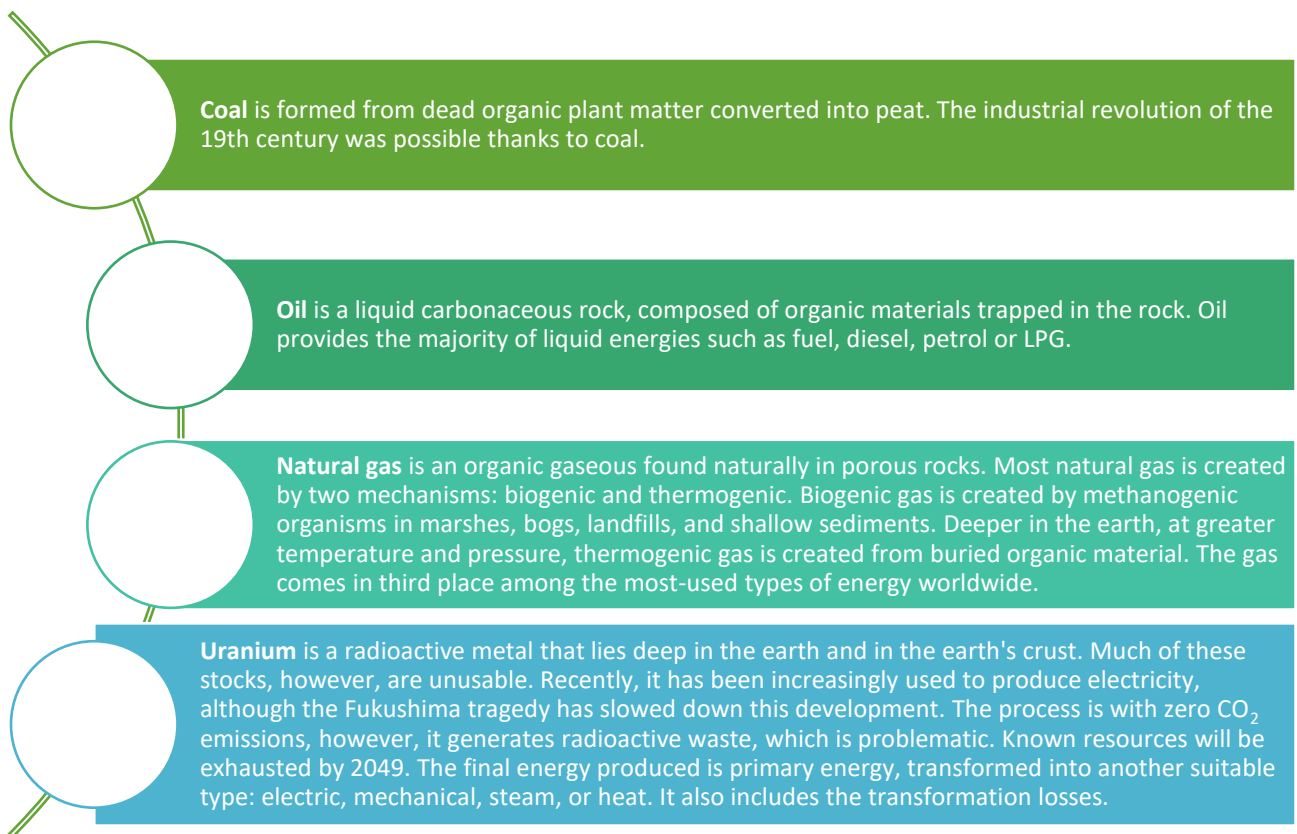 Coal is formed from dead organic plant matter converted into peat. The industrial revolution of the
19th century was possible thanks to coal.
Oil is a liquid carbonaceous rock, composed of organic materials trapped in the rock. Oil
provides the majority of liquid energies such as fuel, diesel, petrol or LPG.
Natural gas is an organic gaseous found naturally in porous rocks. Most natural gas is created
by two mechanisms: biogenic and thermogenic. Biogenic gas is created by methanogenic
organisms in marshes, bogs, landfills, and shallow sediments. Deeper in the earth, at greater
temperature and pressure, thermogenic gas is created from buried organic material. The gas
comes in third place among the most-used types of energy worldwide.
Uranium is a radioactive metal that lies deep in the earth and in the earth's crust. Much of these
stocks, however, are unusable. Recently, it has been increasingly used to produce electricity,
although the Fukushima tragedy has slowed down this development. The process is with zero CO₂
emissions, however, it generates radioactive waste, which is problematic. Known resources will be
exhausted by 2049. The final energy produced is primary energy, transformed into another suitable
type: electric, mechanical, steam, or heat. It also includes the transformation losses.